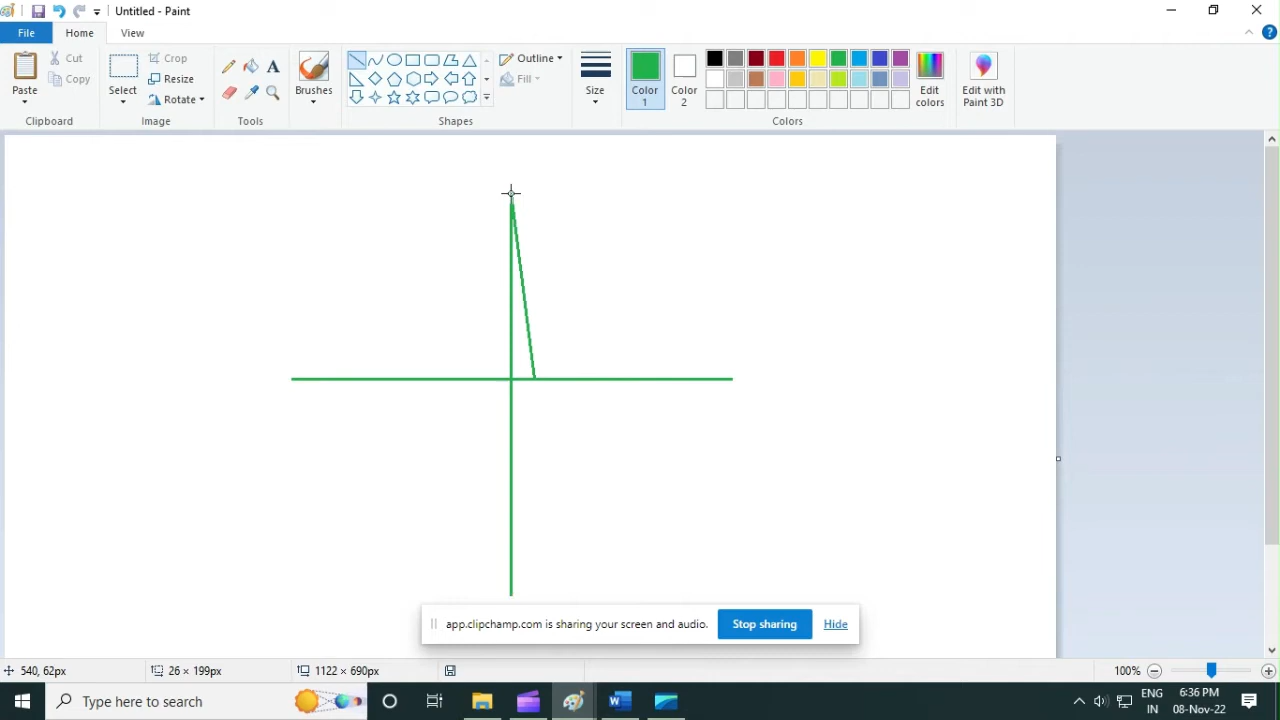 Untitled - Paint
File
Home
View
Paste
Cut
Copy
Clipboard
Select
Crop
Resize
Rotate
Image
A
Tools
Brushes
Outline
Fill
Shapes
Size
Color
1
Color
2
Edit
colors
Colors
Edit with
Paint 3D
app.clipchamp.com is sharing your screen and audio.
Stop sharing
Hide
540, 62px
26 × 199px
1122 × 690px
100%
Type here to search
ENG
IN
6:36 PM
08-Nov-22